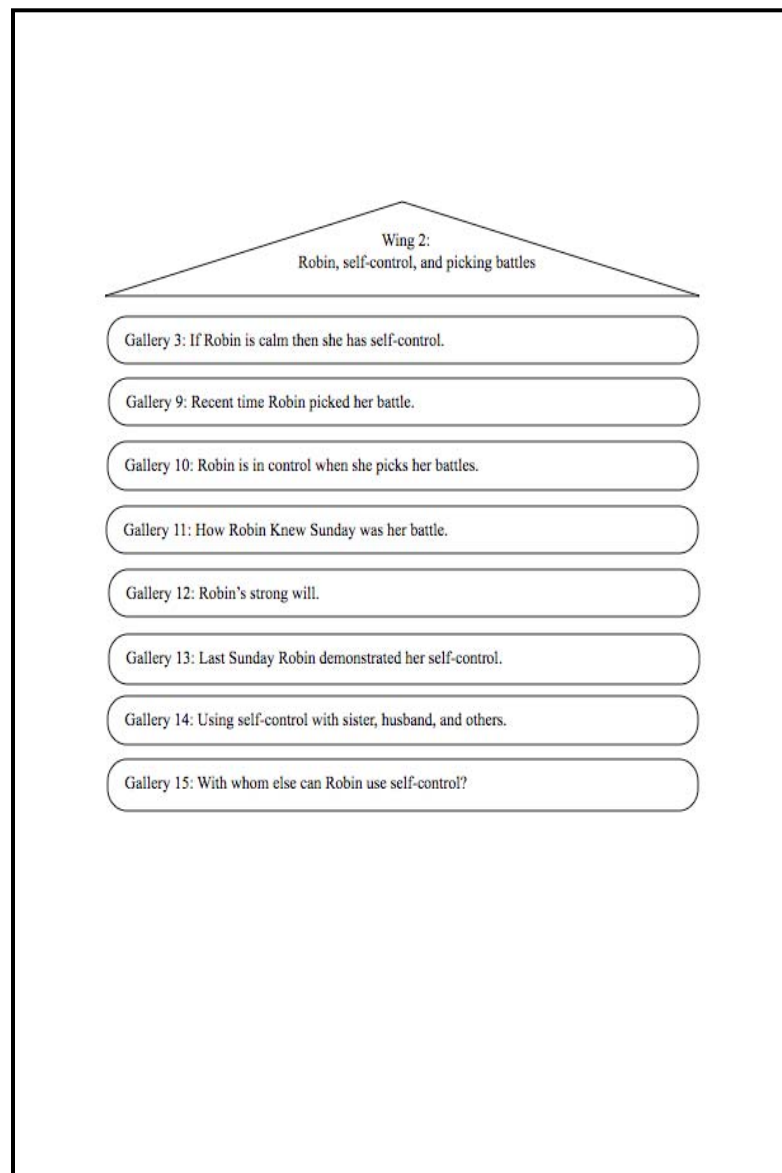 Wing 2:
Robin, self-control, and picking battles
Gallery 3: If Robin is calm then she has self-control.
Gallery 9: Recent time Robin picked her battle.
Gallery 10: Robin is in control when she picks her battles.
Gallery 11: How Robin Knew Sunday was her battle.
Gallery 12: Robin’s strong will.
Gallery 13: Last Sunday Robin demonstrated her self-control.
Gallery 14: Using self-control with sister, husband, and others.
Gallery 15: With whom else can Robin use self-control?